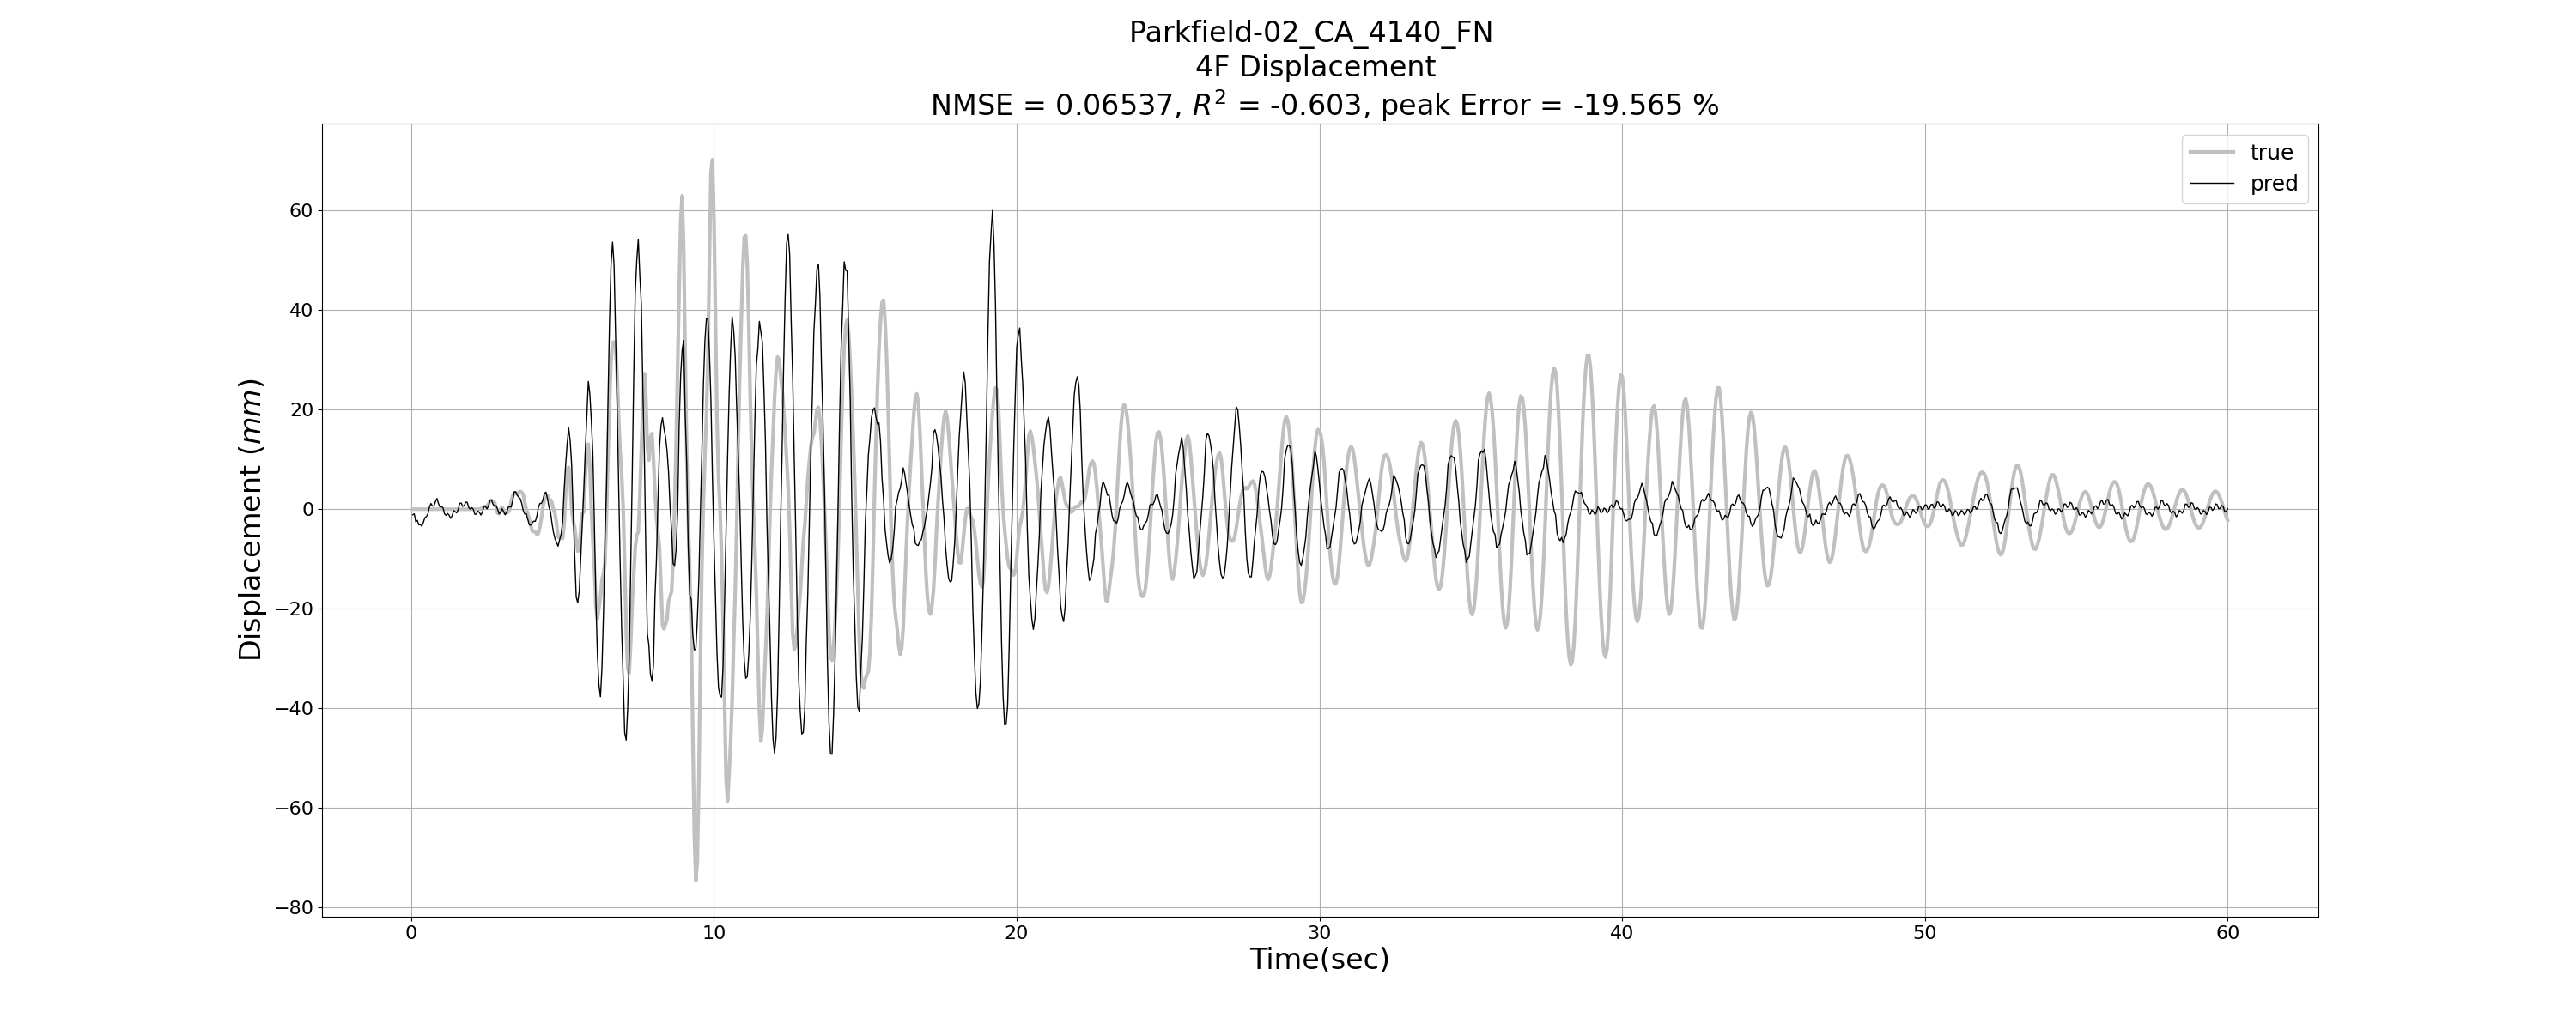 Parkfield-02_CA_4140_FN
4F Displacement
NMSE = 0.06537, R² = -0.603, peak Error = -19.565 %
true
pred
Displacement (mm)
60
40
20
0
−20
−40
−60
−80
0 10 20 30 40 50 60
Time(sec)